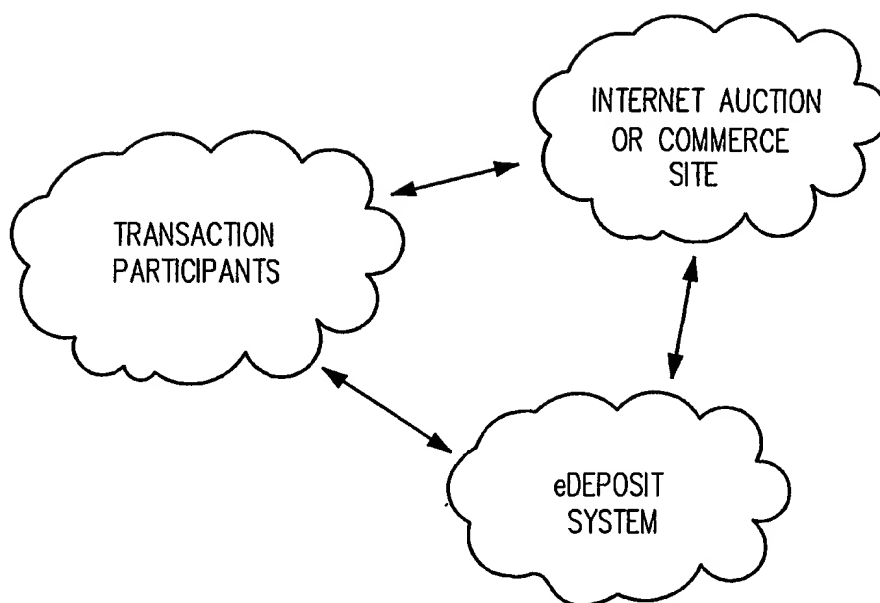 INTERNET AUCTION
OR COMMERCE
SITE
TRANSACTION
PARTICIPANTS
eDEPOSIT
SYSTEM